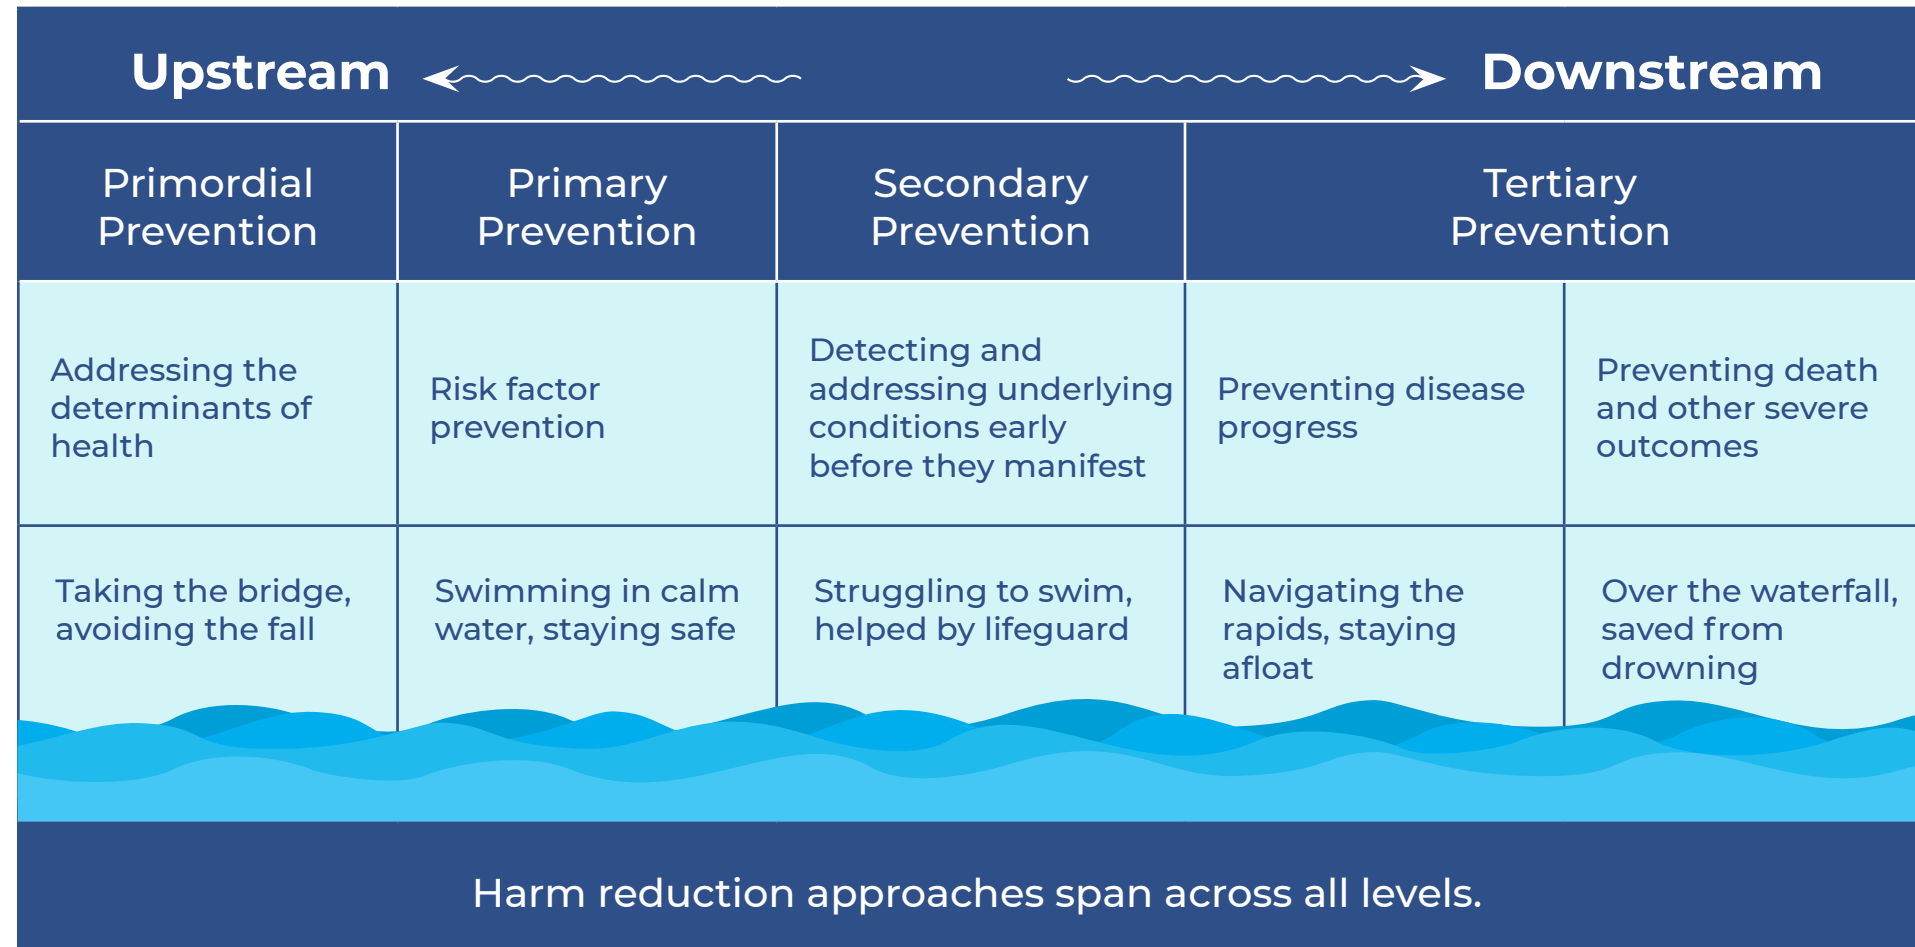 Upstream
Downstream
Primordial
Prevention
Primary
Prevention
Secondary
Prevention
Tertiary
Prevention
Addressing the
determinants of
health
Risk factor
prevention
Detecting and
addressing underlying
conditions early
before they manifest
Preventing disease
progress
Preventing death
and other severe
outcomes
Taking the bridge,
avoiding the fall
Swimming in calm
water, staying safe
Struggling to swim,
helped by lifeguard
Navigating the
rapids, staying
afloat
Over the waterfall,
saved from
drowning
Harm reduction approaches span across all levels.